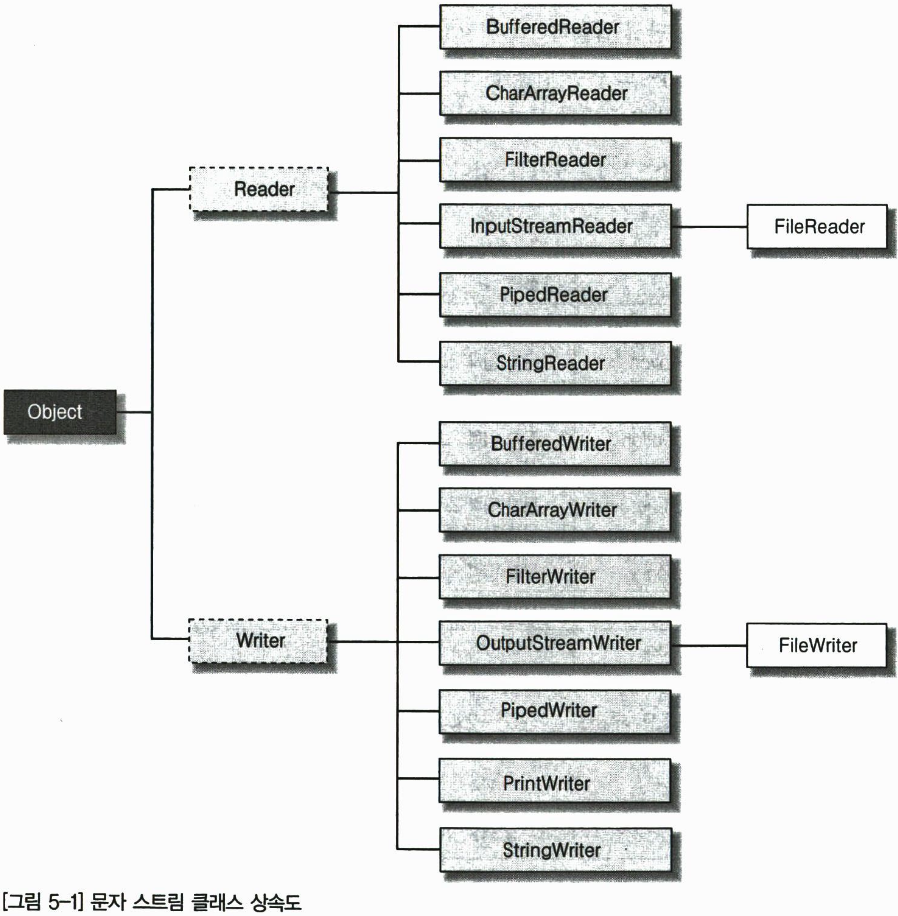 BufferedReader
CharArrayReader
FilterReader
Reader
InputStreamReader
FileReader
PipedReader
StringReader
Object
BufferedWriter
CharArrayWriter
FilterWriter
Writer
OutputStreamWriter
FileWriter
PipedWriter
PrintWriter
StringWriter
[그림 5-1] 문자 스트림 클래스 상속도